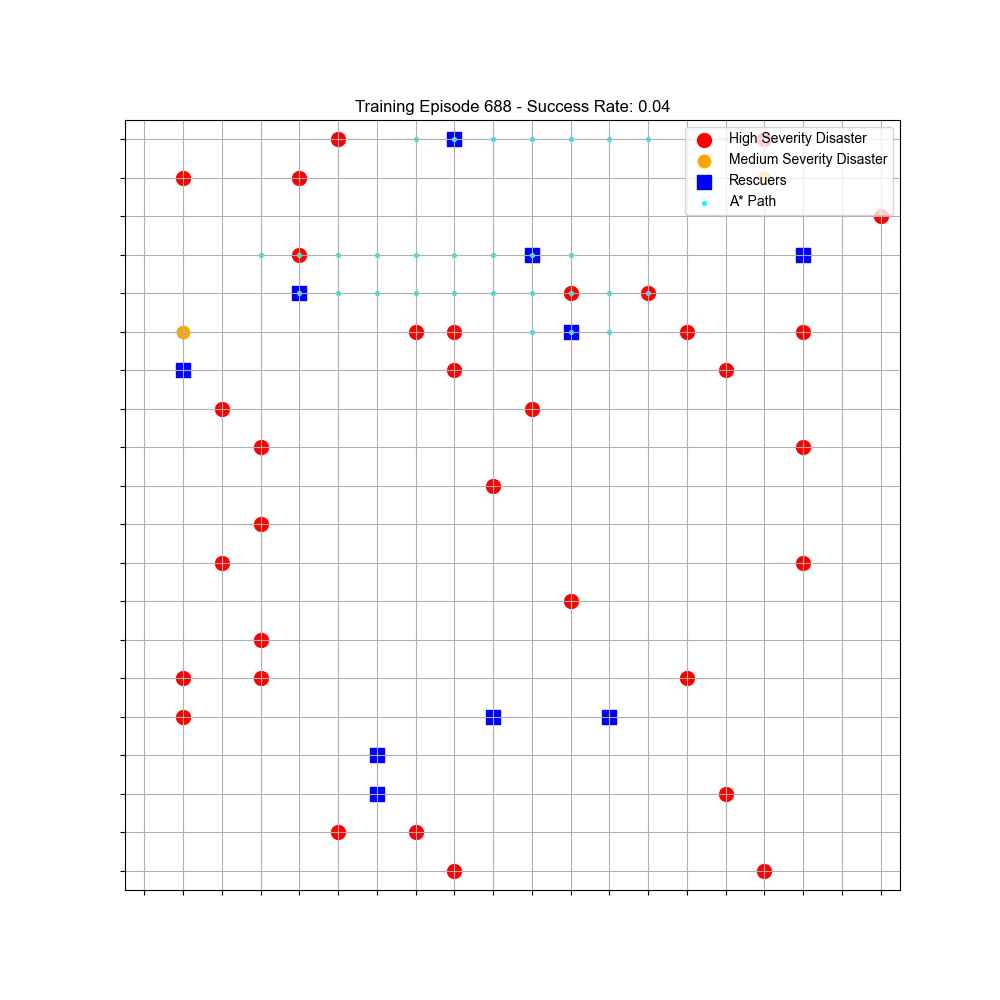 Training Episode 688 - Success Rate: 0.04
High Severity Disaster
Medium Severity Disaster
Rescuers
A* Path